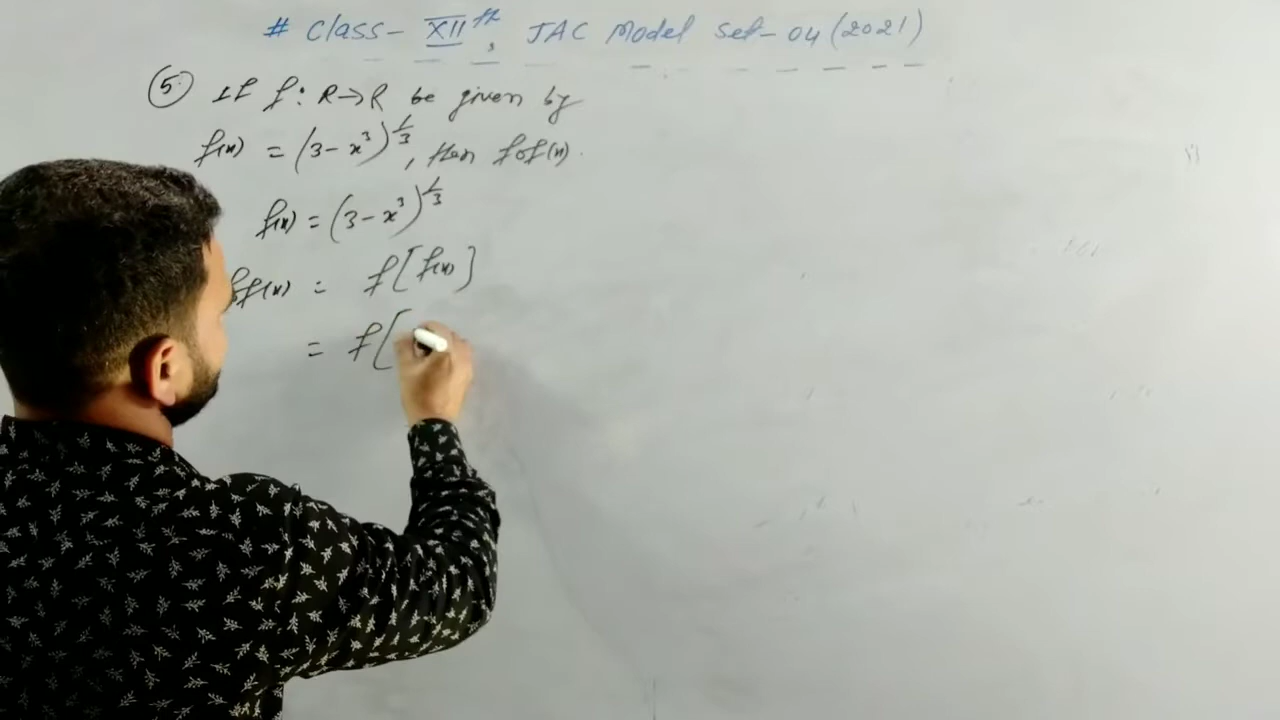 # Class- XIIth, JAC Model Set-04 (2021)
(5) If f: R→R be given by
f(x) = (3-x³)^1/3, then fof(x).
f(x) = (3-x³)^1/3
fof(x) = f[f(x)]
= f[